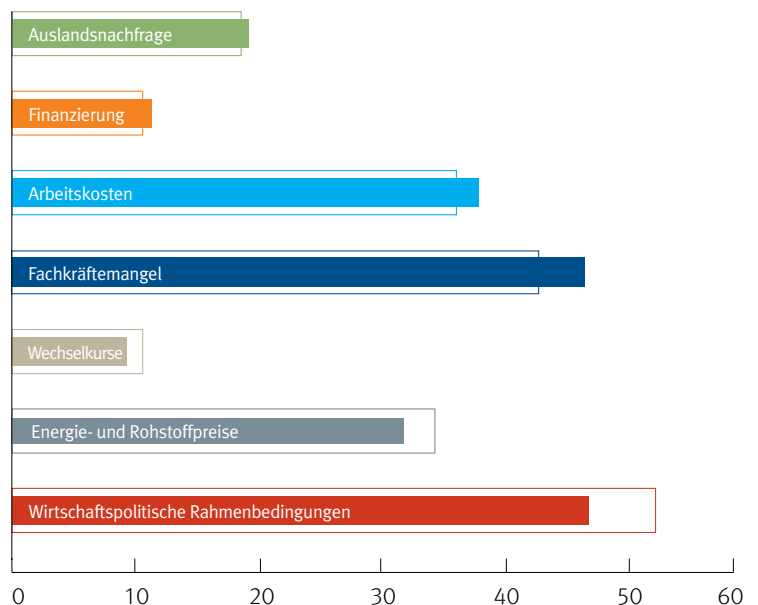 Auslandsnachfrage
Finanzierung
Arbeitskosten
Fachkräftemangel
Wechselkurse
Energie- und Rohstoffpreise
Wirtschaftspolitische Rahmenbedingungen
0 10 20 30 40 50 60